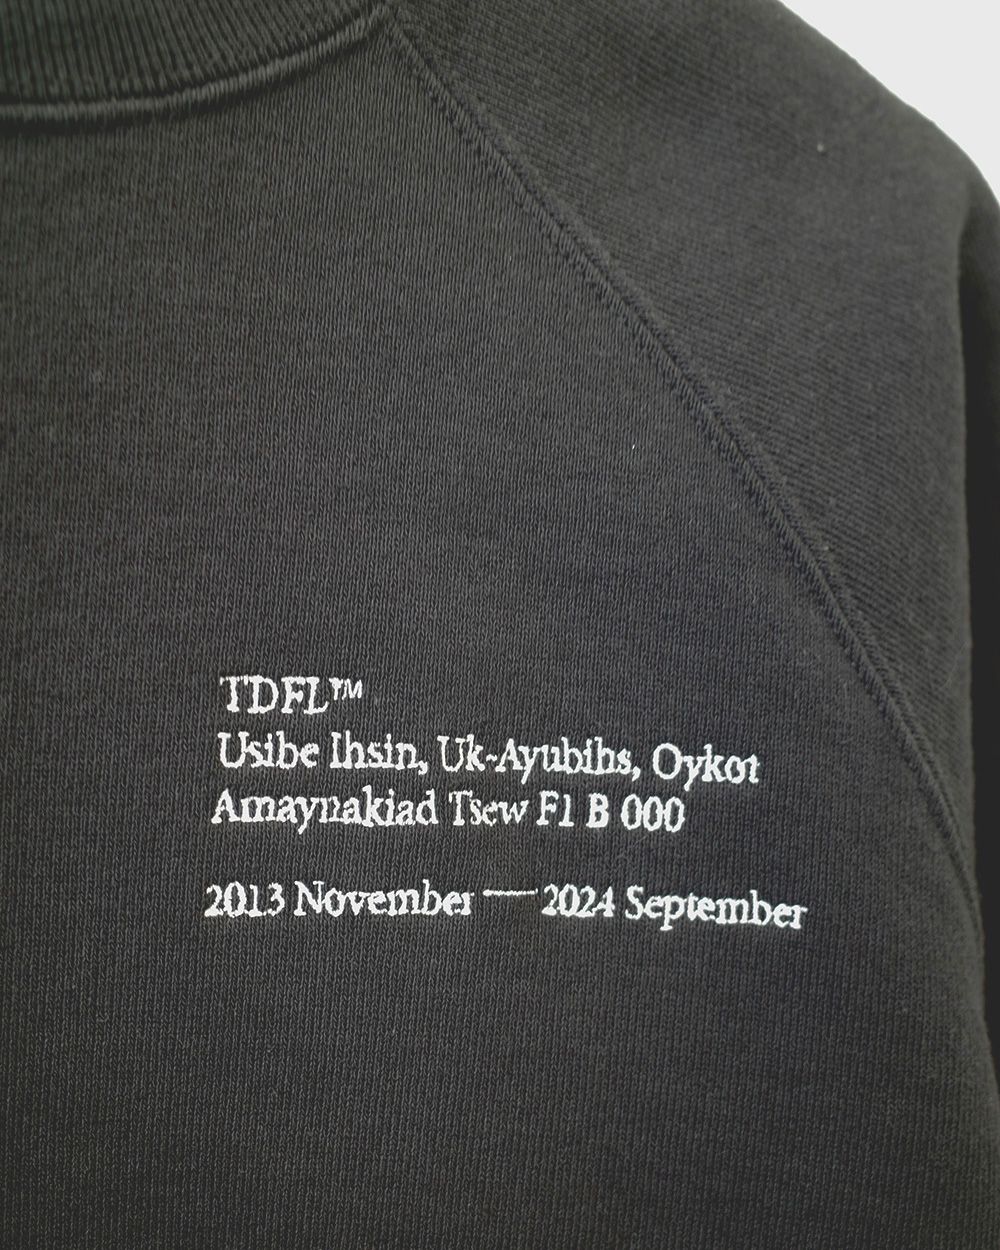 TDFL™
Usibe Ihsin, Uk-Ayubihs, Oykot
Amaynakiad Tsew F1 B 000
2013 November — 2024 September